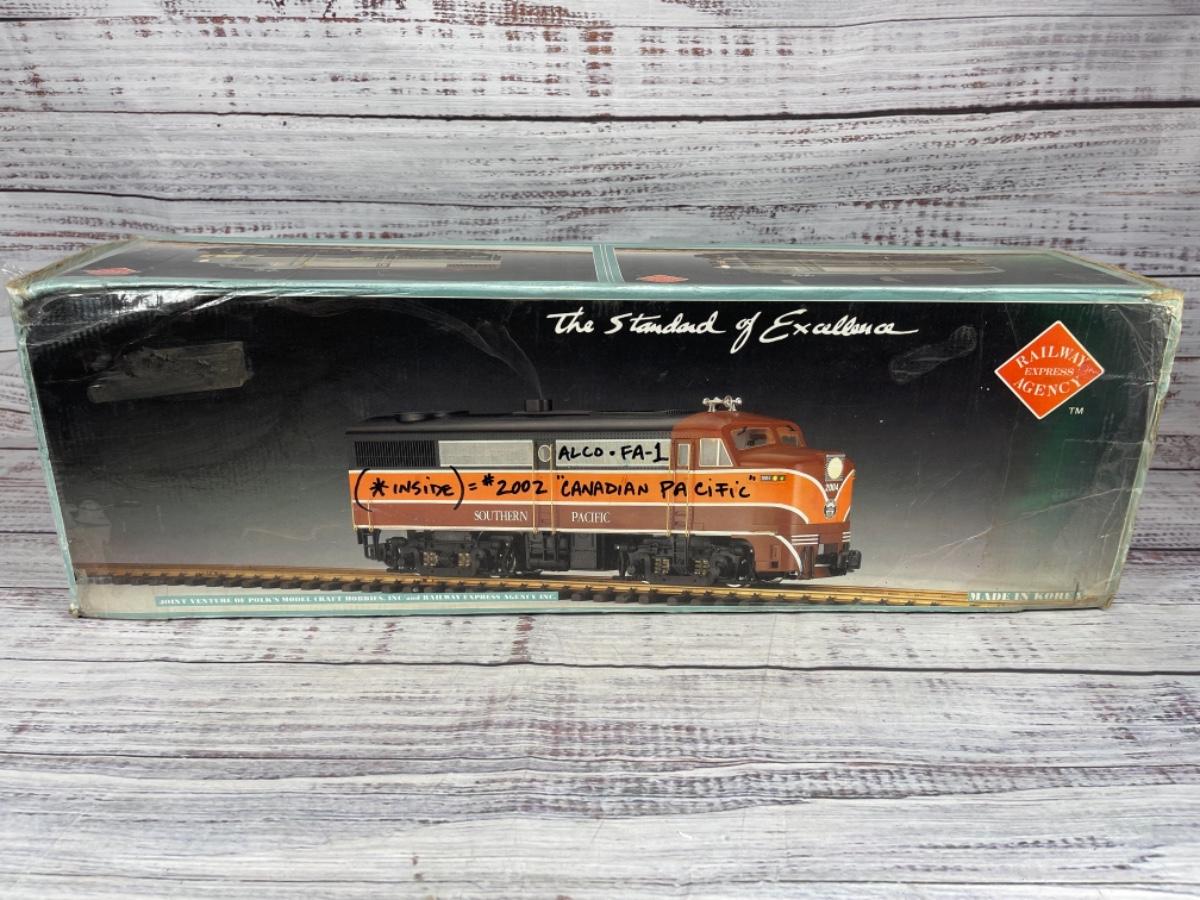 The Standard of Excellence
RAILWAY
EXPRESS
AGENCY
TM
ALCO • FA-1
(*INSIDE) = #2002 "CANADIAN PACIFIC"
2004
SOUTHERN PACIFIC
JOINT VENTURE OF POLK'S MODEL CRAFT HOBBIES, INC and RAILWAY EXPRESS AGENCY INC.
MADE IN KOREA